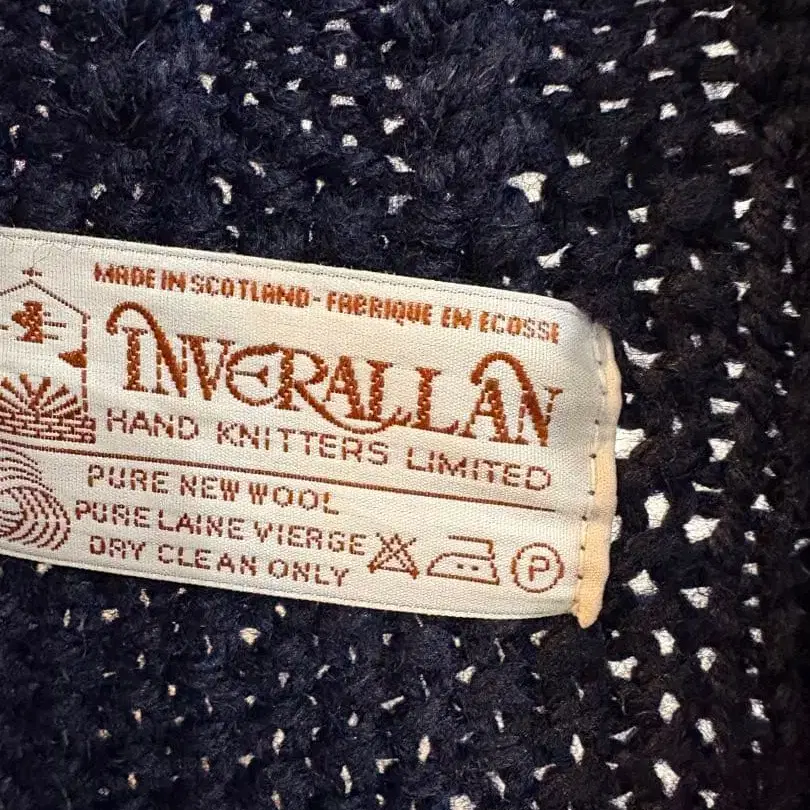 MADE IN SCOTLAND - FABRIQUE EN ECOSSE
INVERALLAN
HAND KNITTERS LIMITED
PURE NEW WOOL
PURE LAINE VIERGE
DRY CLEAN ONLY
P